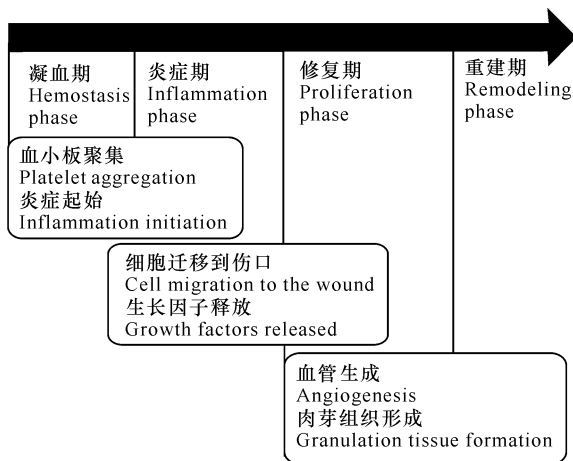 凝血期
Hemostasis
phase
炎症期
Inflammation
phase
修复期
Proliferation
phase
重建期
Remodeling
phase
血小板聚集
Platelet aggregation
炎症起始
Inflammation initiation
细胞迁移到伤口
Cell migration to the wound
生长因子释放
Growth factors released
血管生成
Angiogenesis
肉芽组织形成
Granulation tissue formation